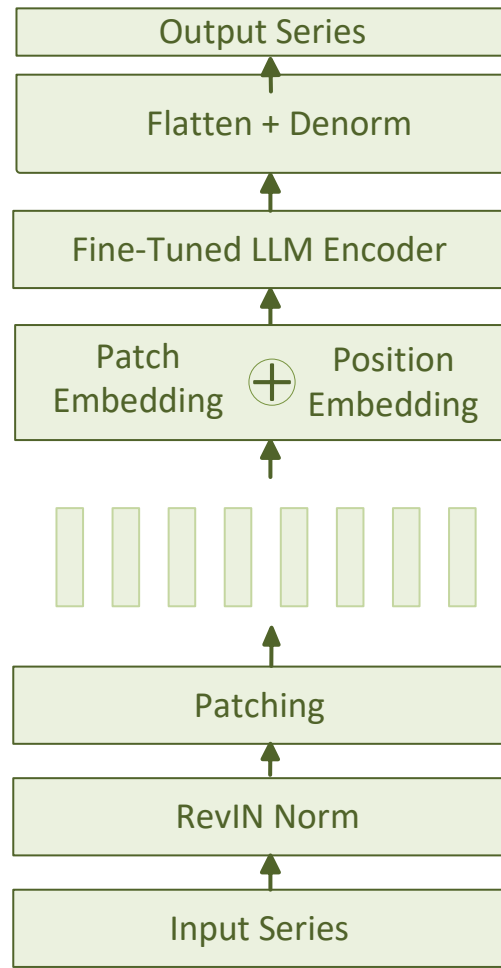 Output Series
Flatten + Denorm
Fine-Tuned LLM Encoder
Patch
Embedding
+
Position
Embedding
Patching
RevIN Norm
Input Series